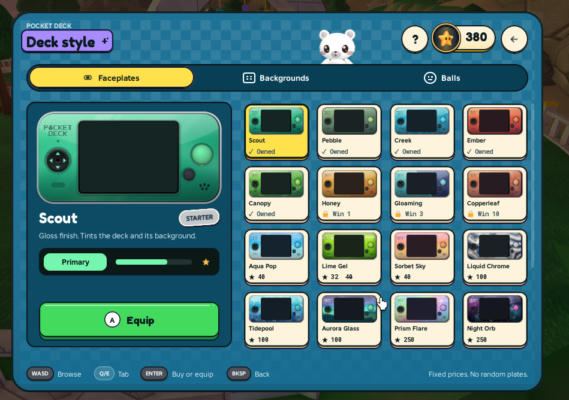 POCKET DECK
Deck style
?
380
Faceplates
Backgrounds
Balls
POCKET
DECK
Scout
STARTER
Gloss finish. Tints the deck and its background.
Primary
A Equip
Scout
✓ Owned
Pebble
✓ Owned
Creek
✓ Owned
Ember
✓ Owned
Canopy
✓ Owned
Honey
Win 1
Gloaming
Win 3
Copperleaf
Win 10
Aqua Pop
★ 40
Lime Gel
★ 32 40
Sorbet Sky
★ 40
Liquid Chrome
★ 100
Tidepool
★ 100
Aurora Glass
★ 100
Prism Flare
★ 250
Night Orb
★ 250
WASD Browse Q/E Tab ENTER Buy or equip BKSP Back
Fixed prices. No random plates.